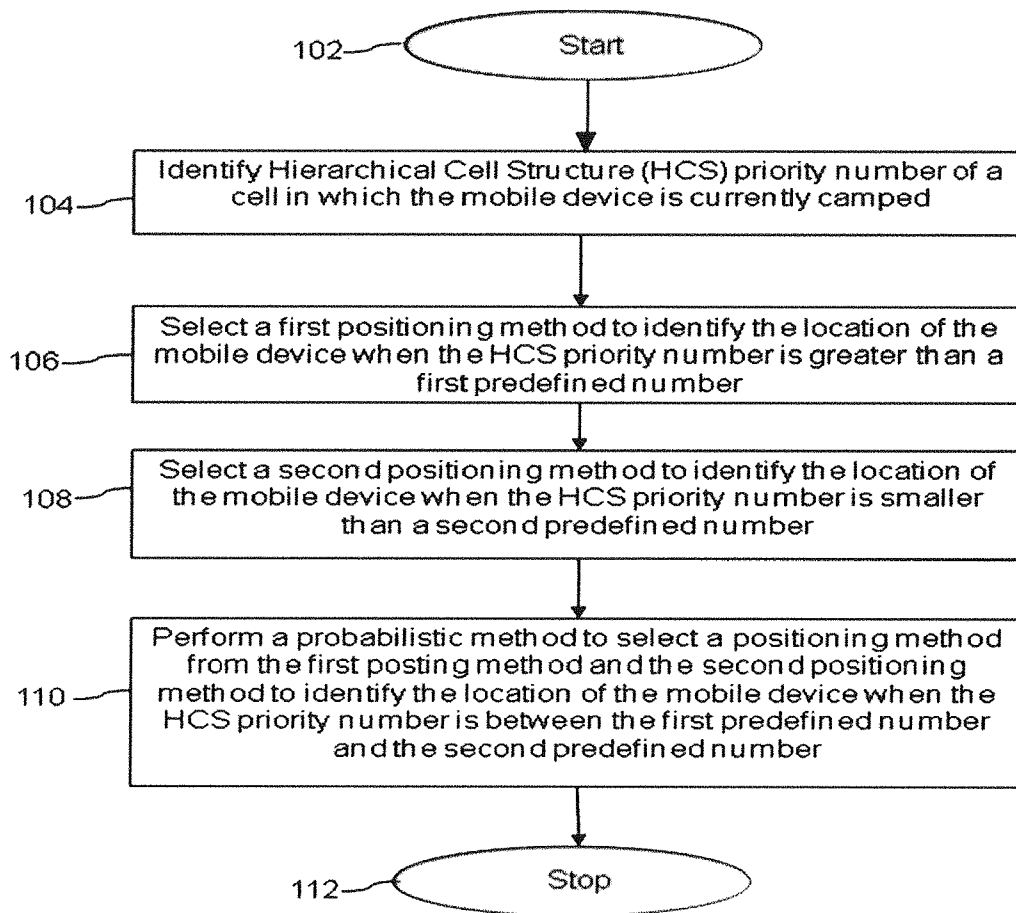 102
Start
104
Identify Hierarchical Cell Structure (HCS) priority number of a
cell in which the mobile device is currently camped
106
Select a first positioning method to identify the location of the
mobile device when the HCS priority number is greater than a
first predefined number
108
Select a second positioning method to identify the location of
the mobile device when the HCS priority number is smaller
than a second predefined number
110
Perform a probabilistic method to select a positioning method
from the first posting method and the second positioning
method to identify the location of the mobile device when the
HCS priority number is between the first predefined number
and the second predefined number
112
Stop